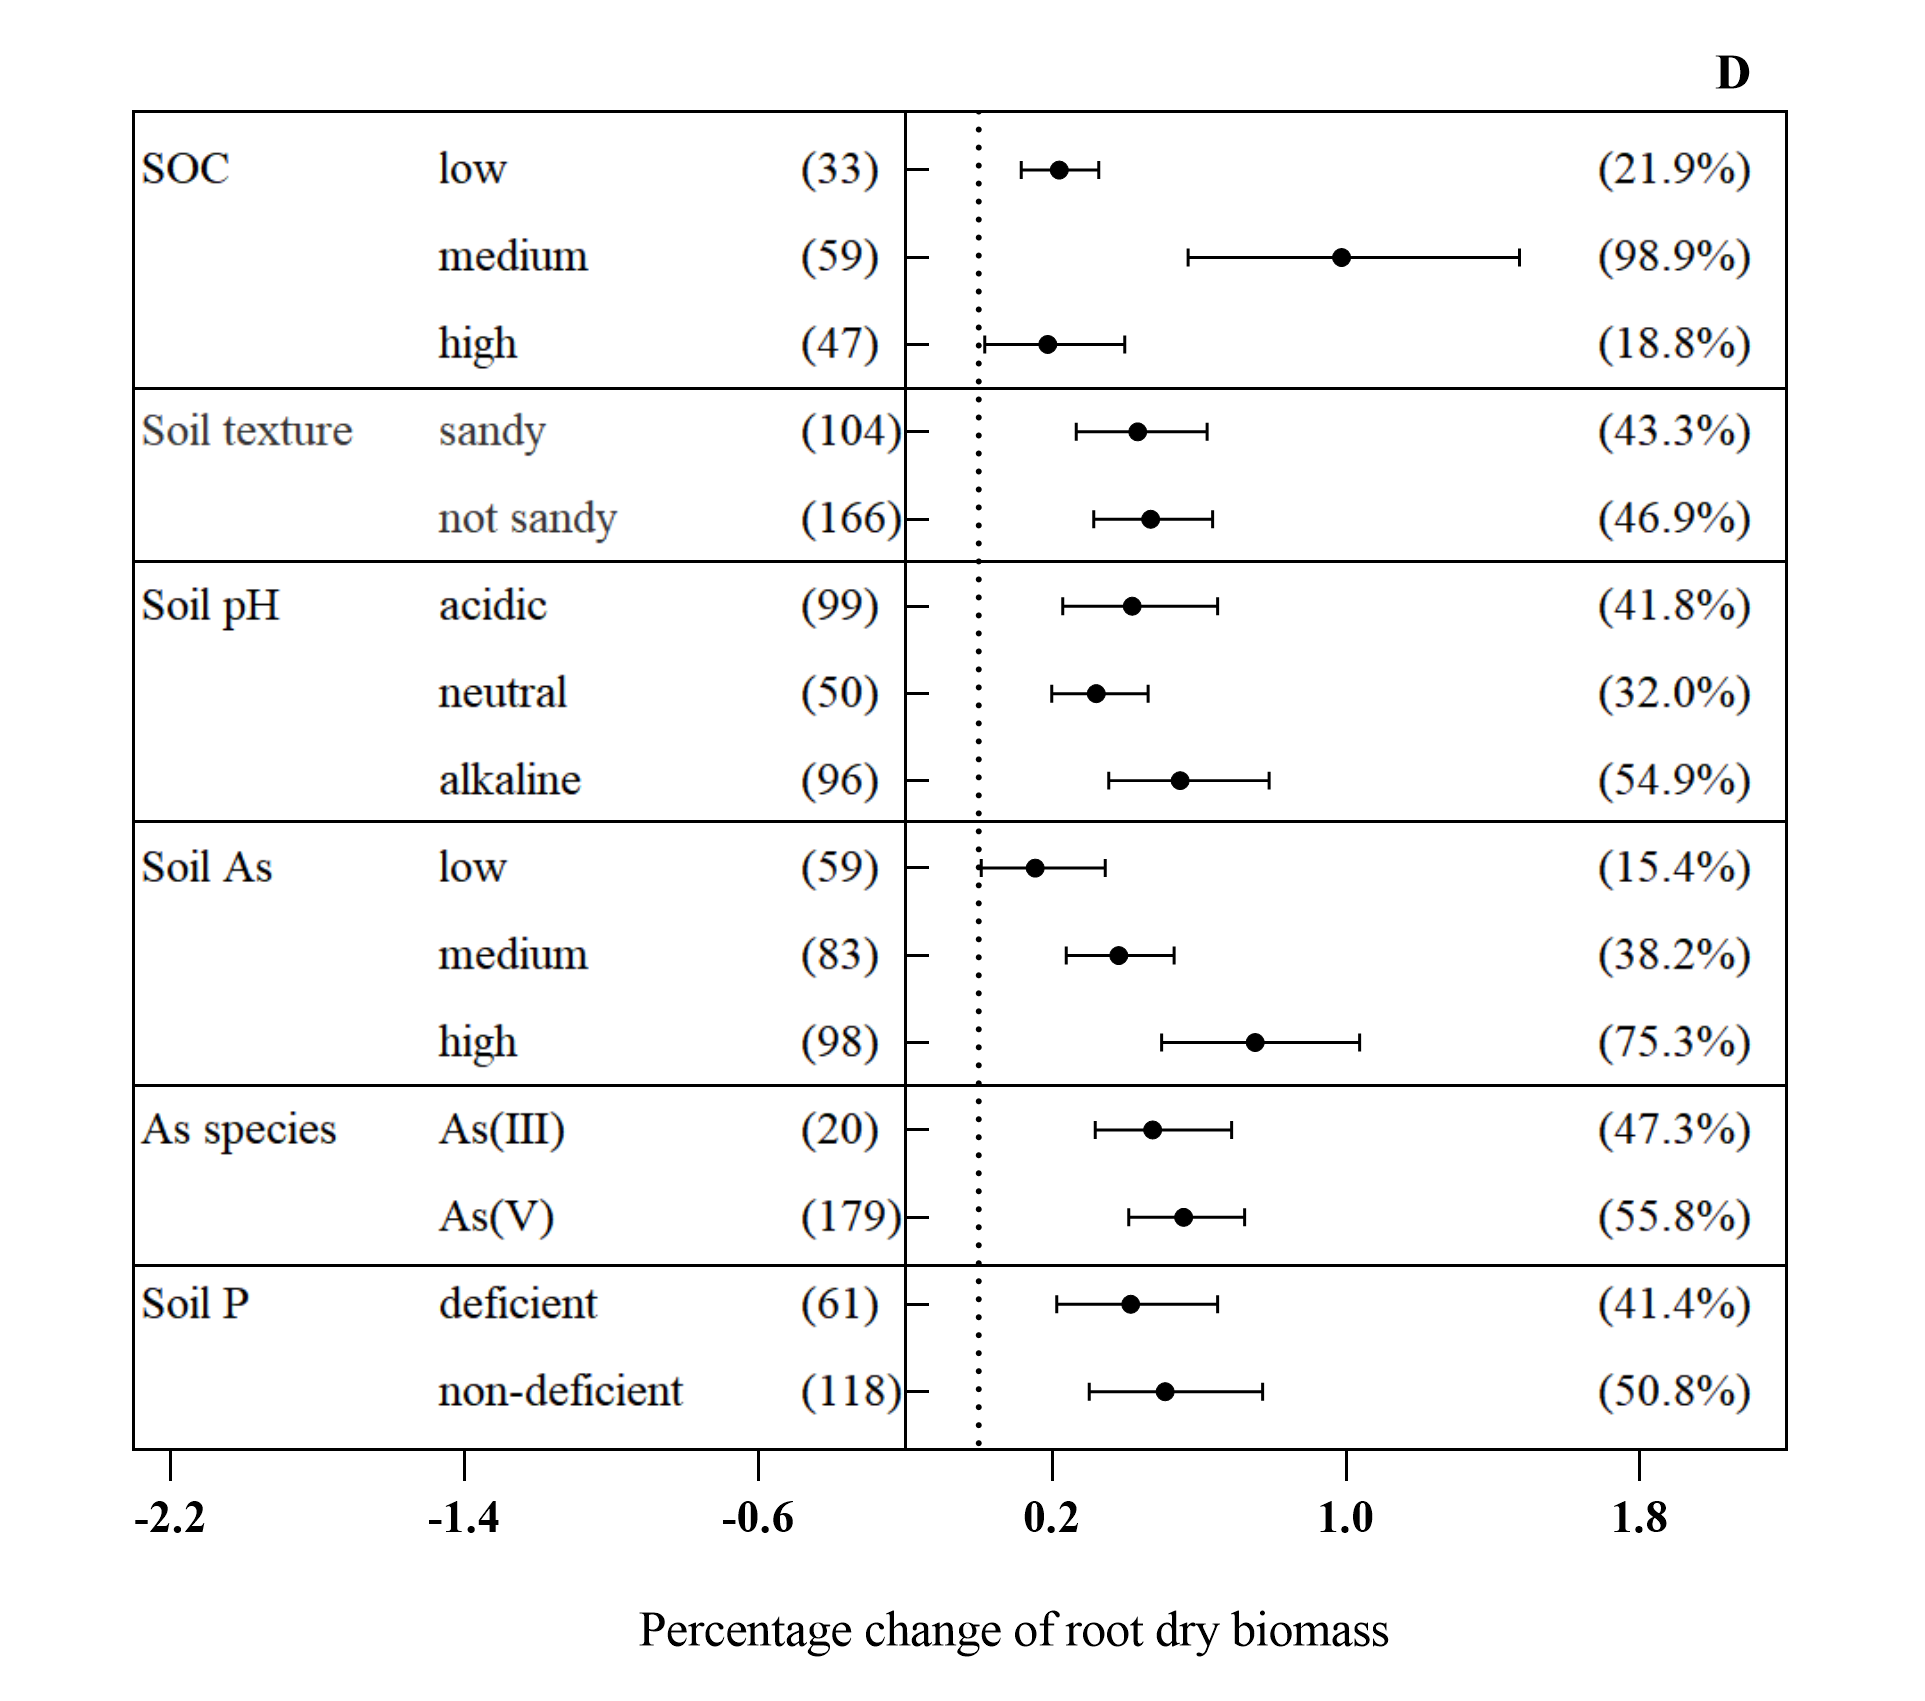 D
SOC low (33) (21.9%)
medium (59) (98.9%)
high (47) (18.8%)
Soil texture sandy (104) (43.3%)
not sandy (166) (46.9%)
Soil pH acidic (99) (41.8%)
neutral (50) (32.0%)
alkaline (96) (54.9%)
Soil As low (59) (15.4%)
medium (83) (38.2%)
high (98) (75.3%)
As species As(III) (20) (47.3%)
As(V) (179) (55.8%)
Soil P deficient (61) (41.4%)
non-deficient (118) (50.8%)
-2.2 -1.4 -0.6 0.2 1.0 1.8
Percentage change of root dry biomass